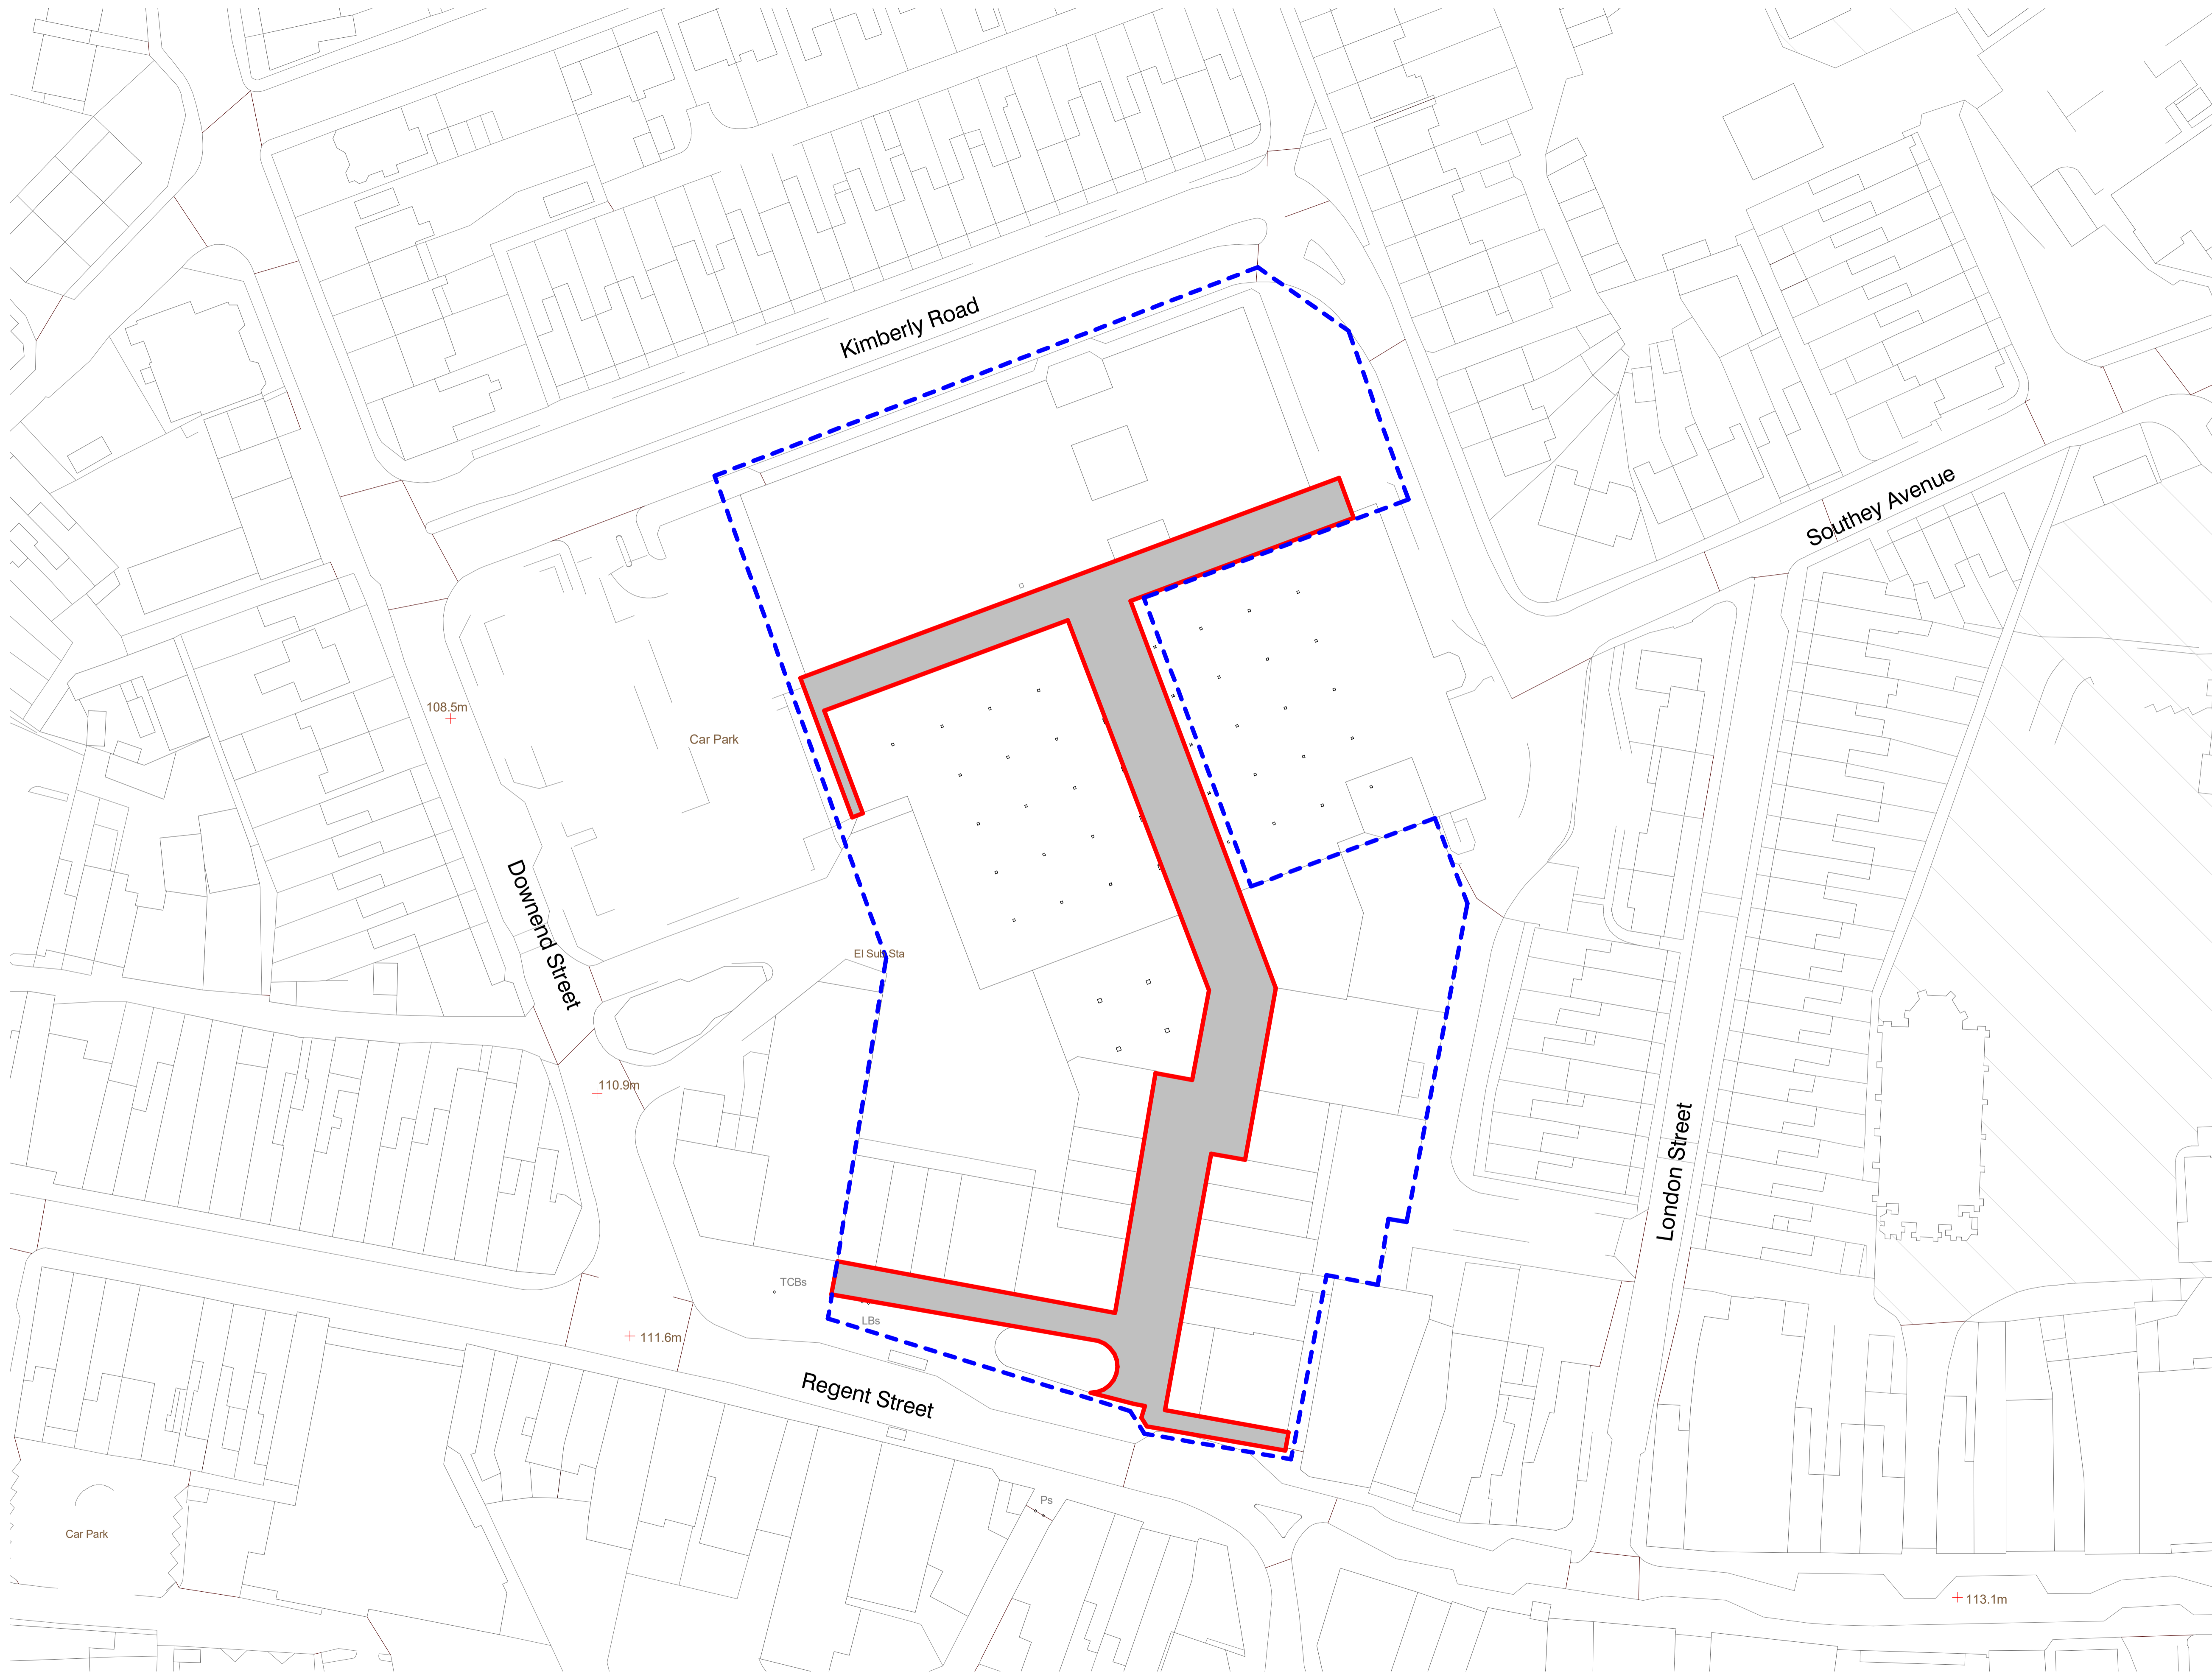 Kimberly Road
Southey Avenue
108.5m
Car Park
Downend Street
El Sub Sta
110.9m
London Street
TCBs
LBs
111.6m
Regent Street
Ps
Car Park
113.1m